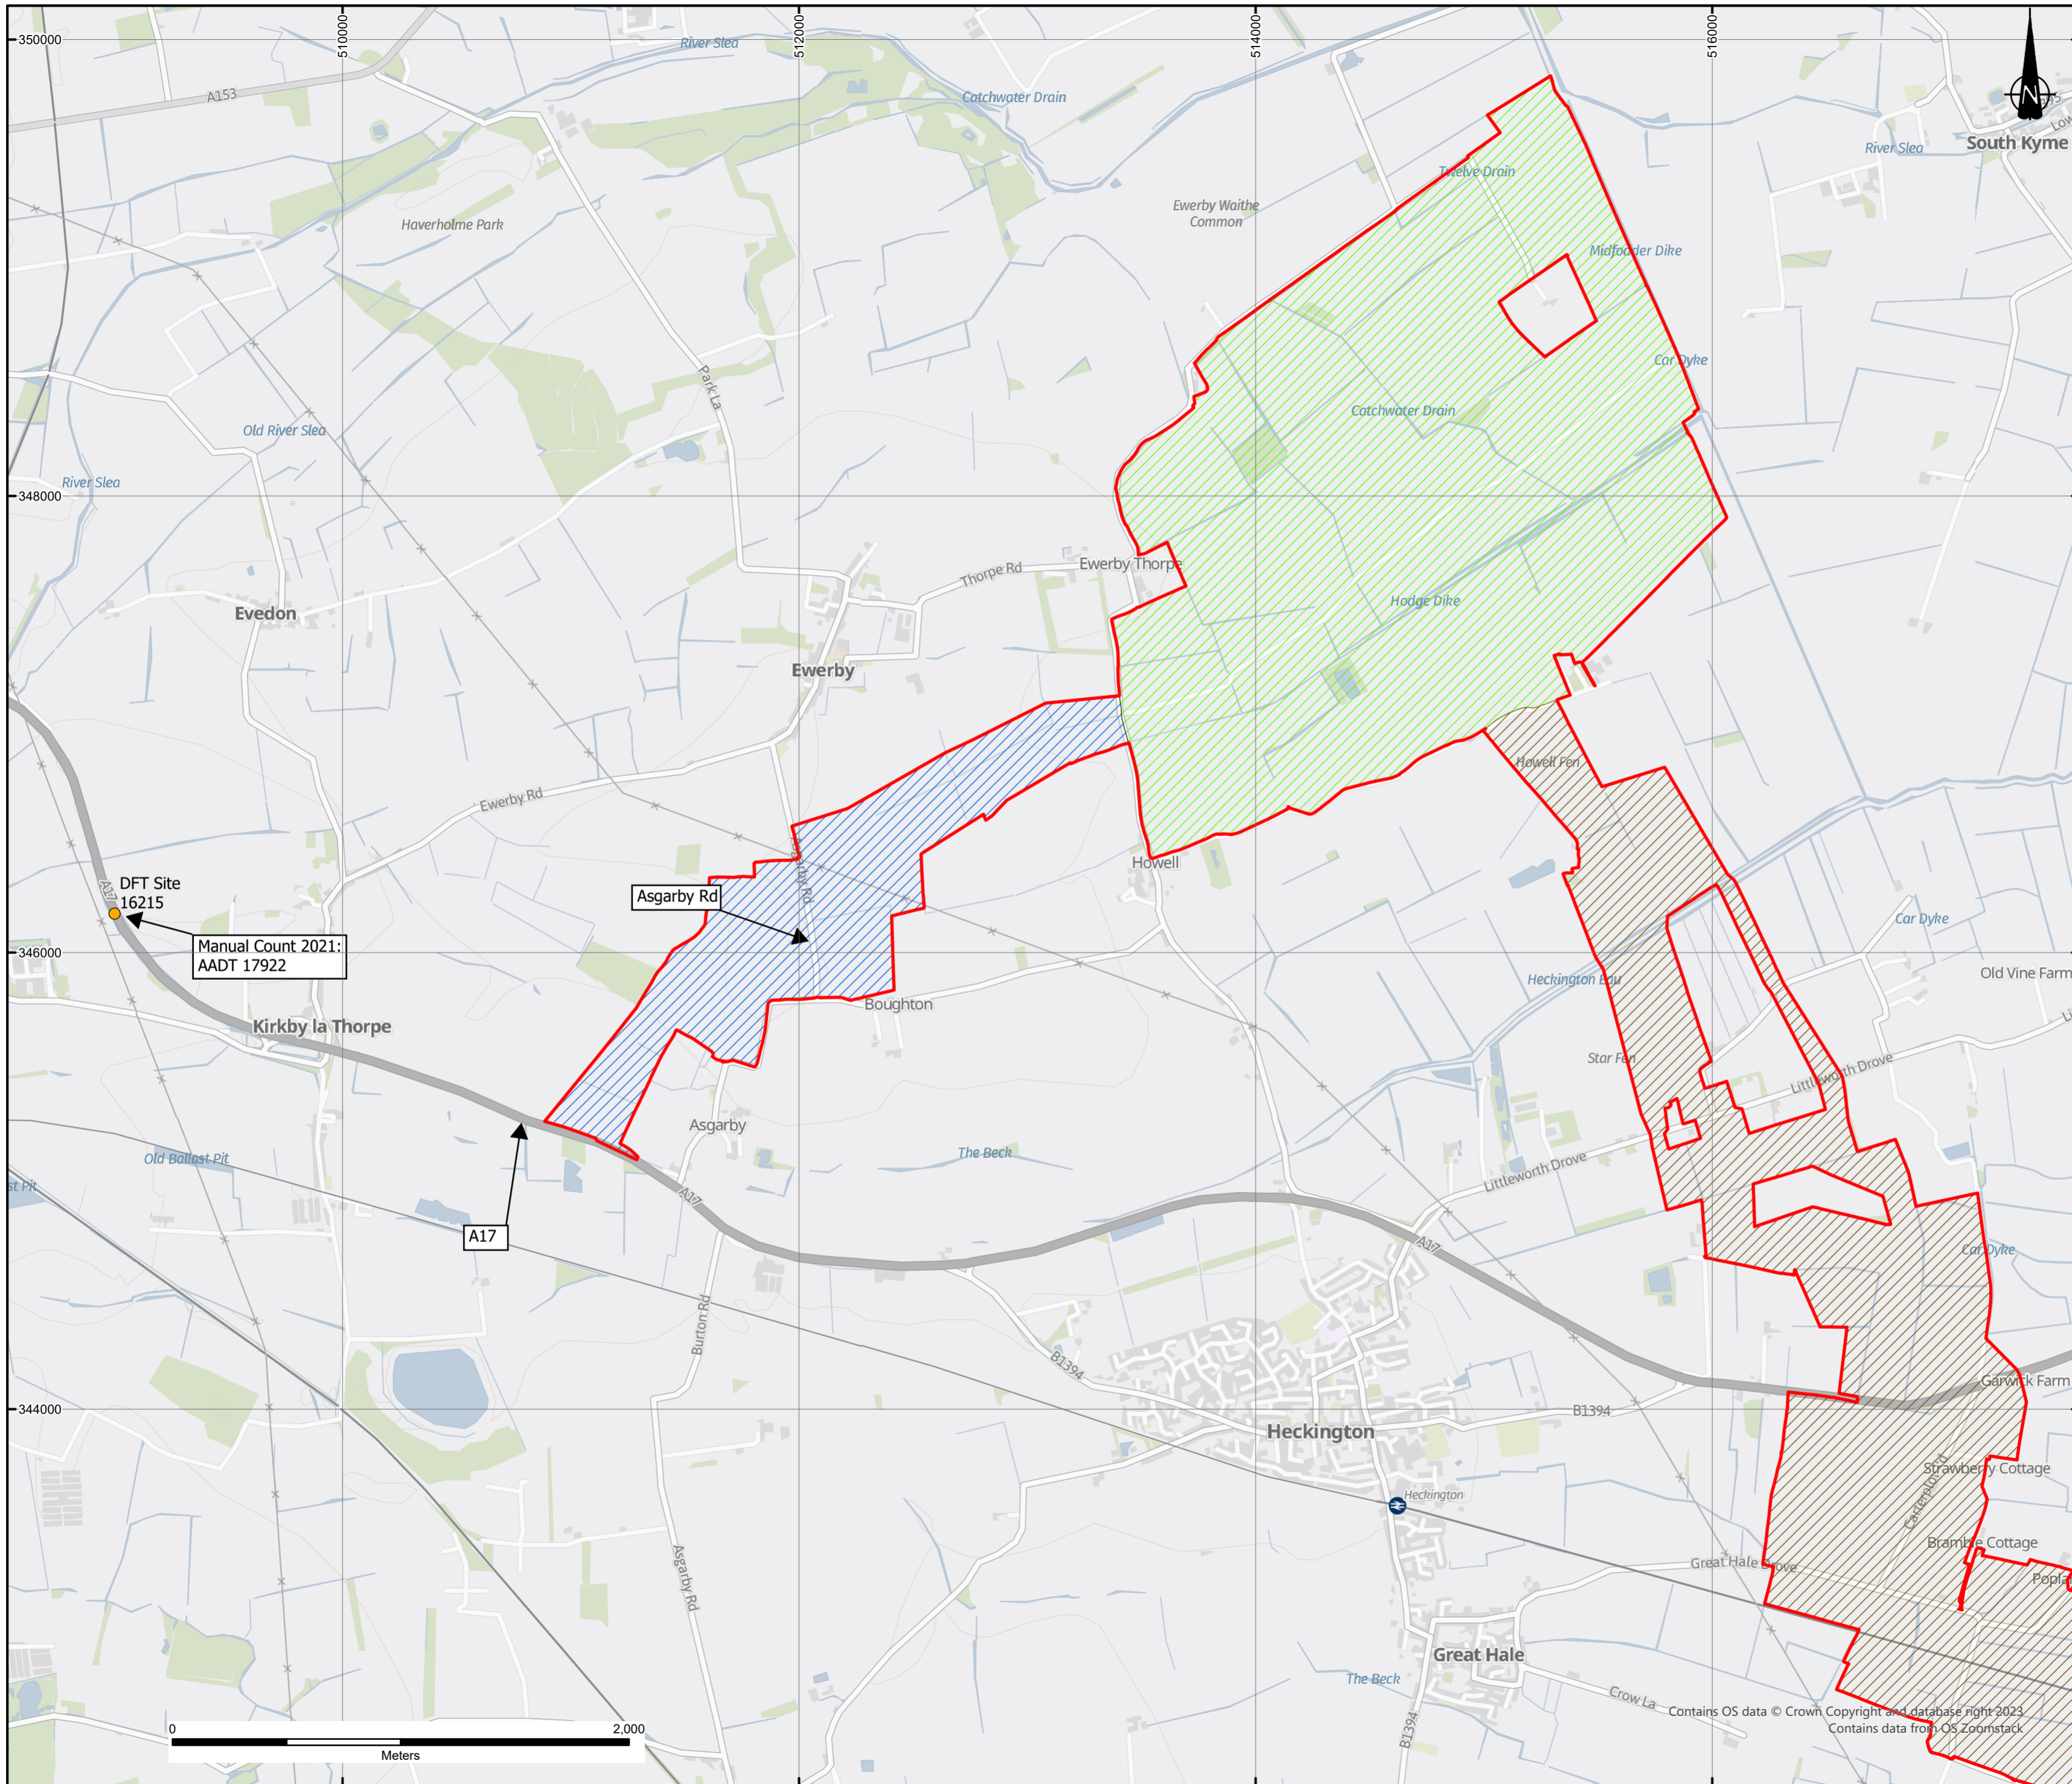 510000
512000
514000
516000
350000
River Slea
A153
Catchwater Drain
N
South Kyme
River Slea
Twelve Drain
Ewerby Waithe
Common
Haverholme Park
Midfodder Dike
Car Dyke
Park La
Catchwater Drain
Old River Slea
River Slea
348000
Thorpe Rd
Ewerby Thorpe
Hodge Dike
Evedon
Ewerby
Howell Fen
Ewerby Rd
Asgarby Rd
Howell
A17
DFT Site
16215
Asgarby Rd
Car Dyke
Manual Count 2021:
AADT 17922
346000
Old Vine Farm
Heckington Eau
Boughton
Kirkby la Thorpe
Star Fen
Littleworth Drove
Asgarby
Old Ballast Pit
The Beck
Littleworth Drove
st Pit
A17
A17
A17
Car Dyke
Burton Rd
B1394
Garwick Farm
344000
B1394
Heckington
Strawberry Cottage
Carterplot Rd
Heckington
Bramble Cottage
Great Hale Drove
Popla
Asgarby Rd
Great Hale
The Beck
Crow La
B1394
Contains OS data © Crown Copyright and database right 2023
Contains data from OS Zoomstack
0
2,000
Meters